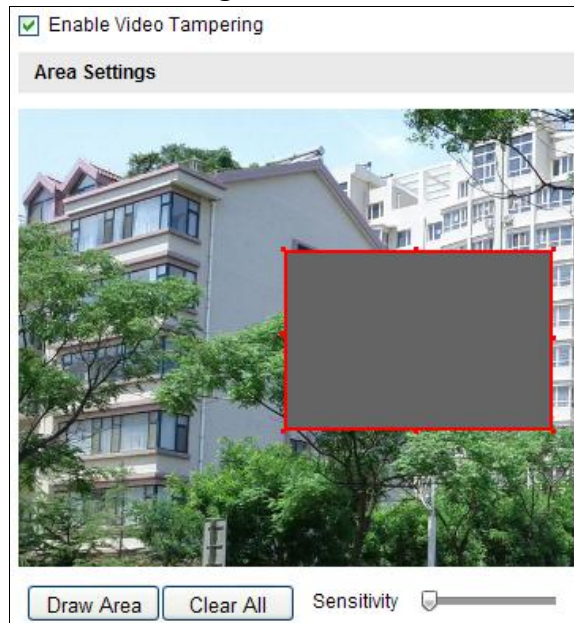 Enable Video Tampering
Area Settings
Draw Area
Clear All
Sensitivity